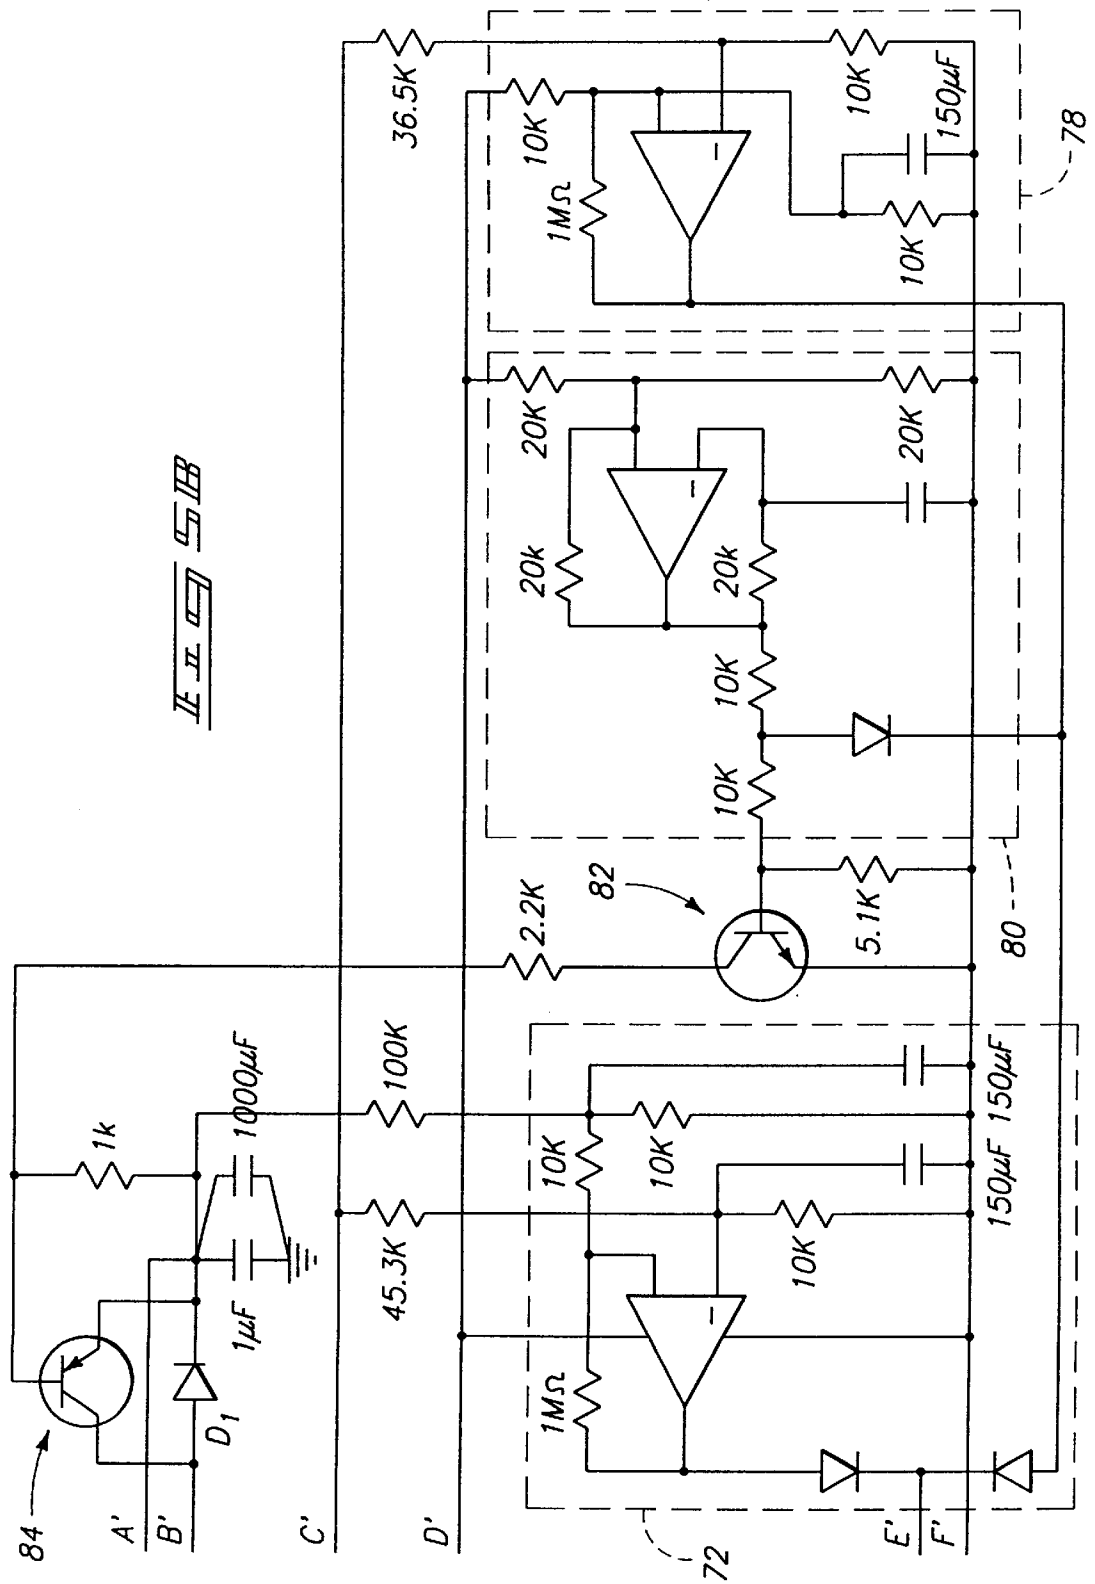 84
1k
A'
B'
FIG 5B
D1
1µF
1000µF
C'
45.3K
100K
36.5K
D'
1MΩ
10K
2.2K
20k
20K
1MΩ
10K
82
10K
72
10K
10K
20k
–
–
–
–
10K
5.1K
10K
E'
20K
10K
F'
150µF
150µF
150µF
80
78